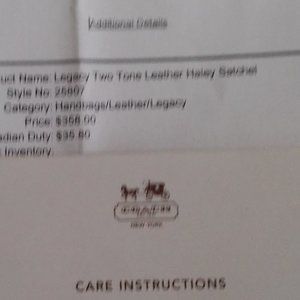 Additional Details
uct Name: Legacy Two Tone Leather Haley Satchel
Style No: 25807
Category: Handbags/Leather/Legacy
Price: $358.00
adian Duty: $35.80
Inventory:
COACH
NEW YORK
CARE INSTRUCTIONS